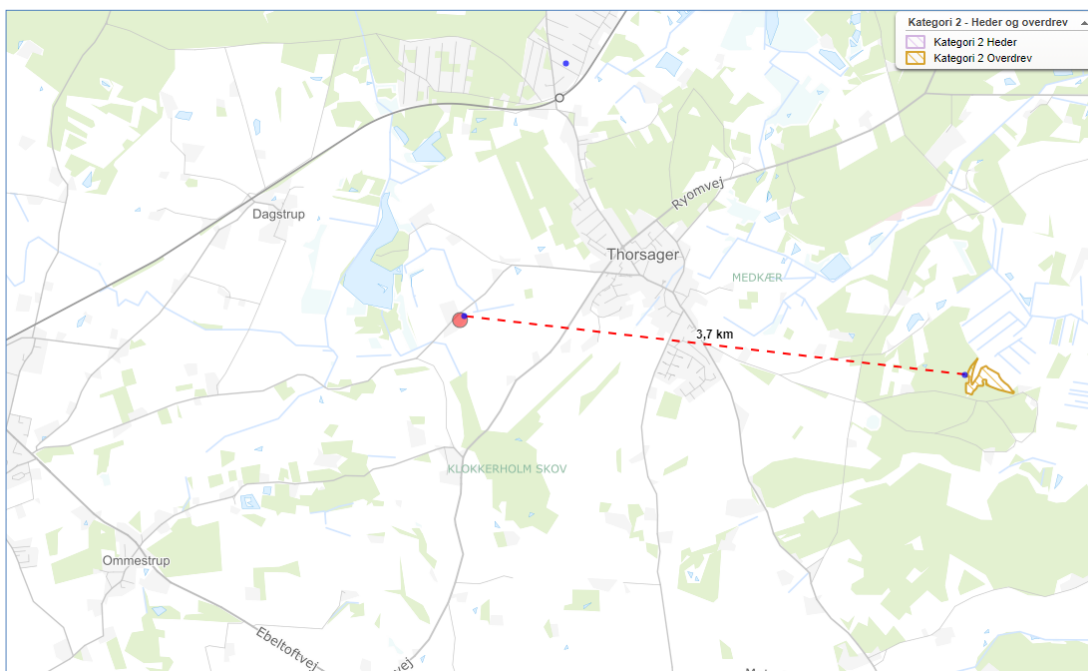 Kategori 2 - Heder og overdrev
Kategori 2 Heder
Kategori 2 Overdrev
Ryomvej
Dagstrup
Thorsager
MEDKÆR
3,7 km
KLOKKERHOLM SKOV
Ommestrup
Ebeltoftvej